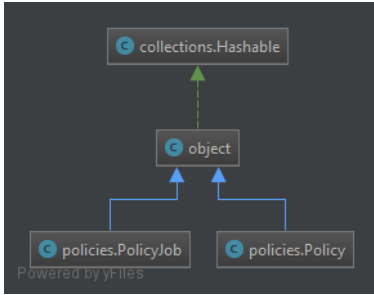 C collections.Hashable
C object
C policies.PolicyJob
C policies.Policy
Powered by yFiles